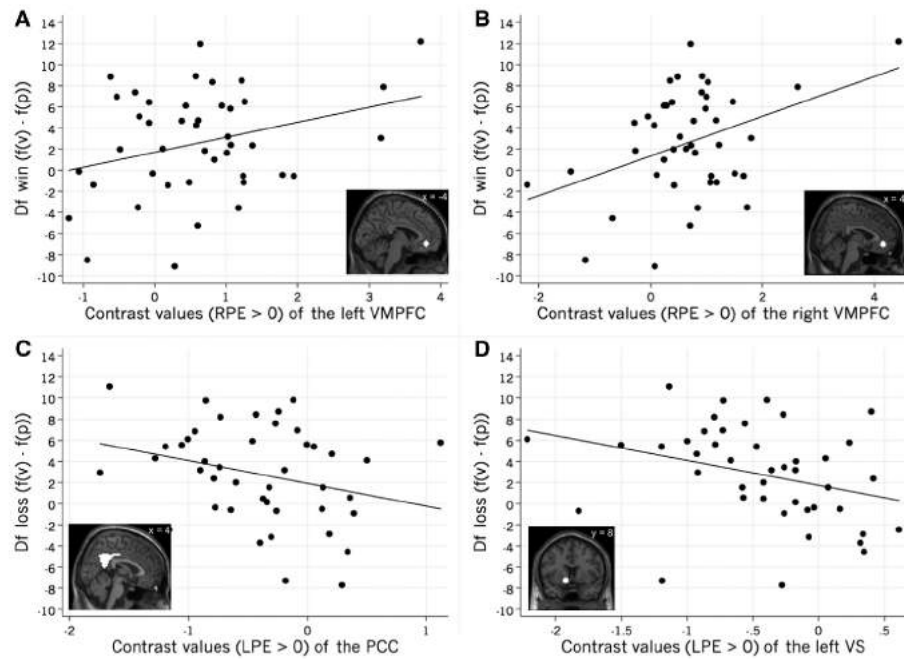 A
14
12
10
8
6
4
2
0
-2
-4
-6
-8
-10
Df win (f(v) - f(p))
x = -4
-1 0 1 2 3 4
Contrast values (RPE > 0) of the left VMPFC
B
14
12
10
8
6
4
2
0
-2
-4
-6
-8
-10
Df win (f(v) - f(p))
x = 4
-2 0 2 4
Contrast values (RPE > 0) of the right VMPFC
C
14
12
10
8
6
4
2
0
-2
-4
-6
-8
-10
Df loss (f(v) - f(p))
x = 4
-2 -1 0 1
Contrast values (LPE > 0) of the PCC
D
14
12
10
8
6
4
2
0
-2
-4
-6
-8
-10
Df loss (f(v) - f(p))
y = 8
-2 -1.5 -1 -.5 0 .5
Contrast values (LPE > 0) of the left VS